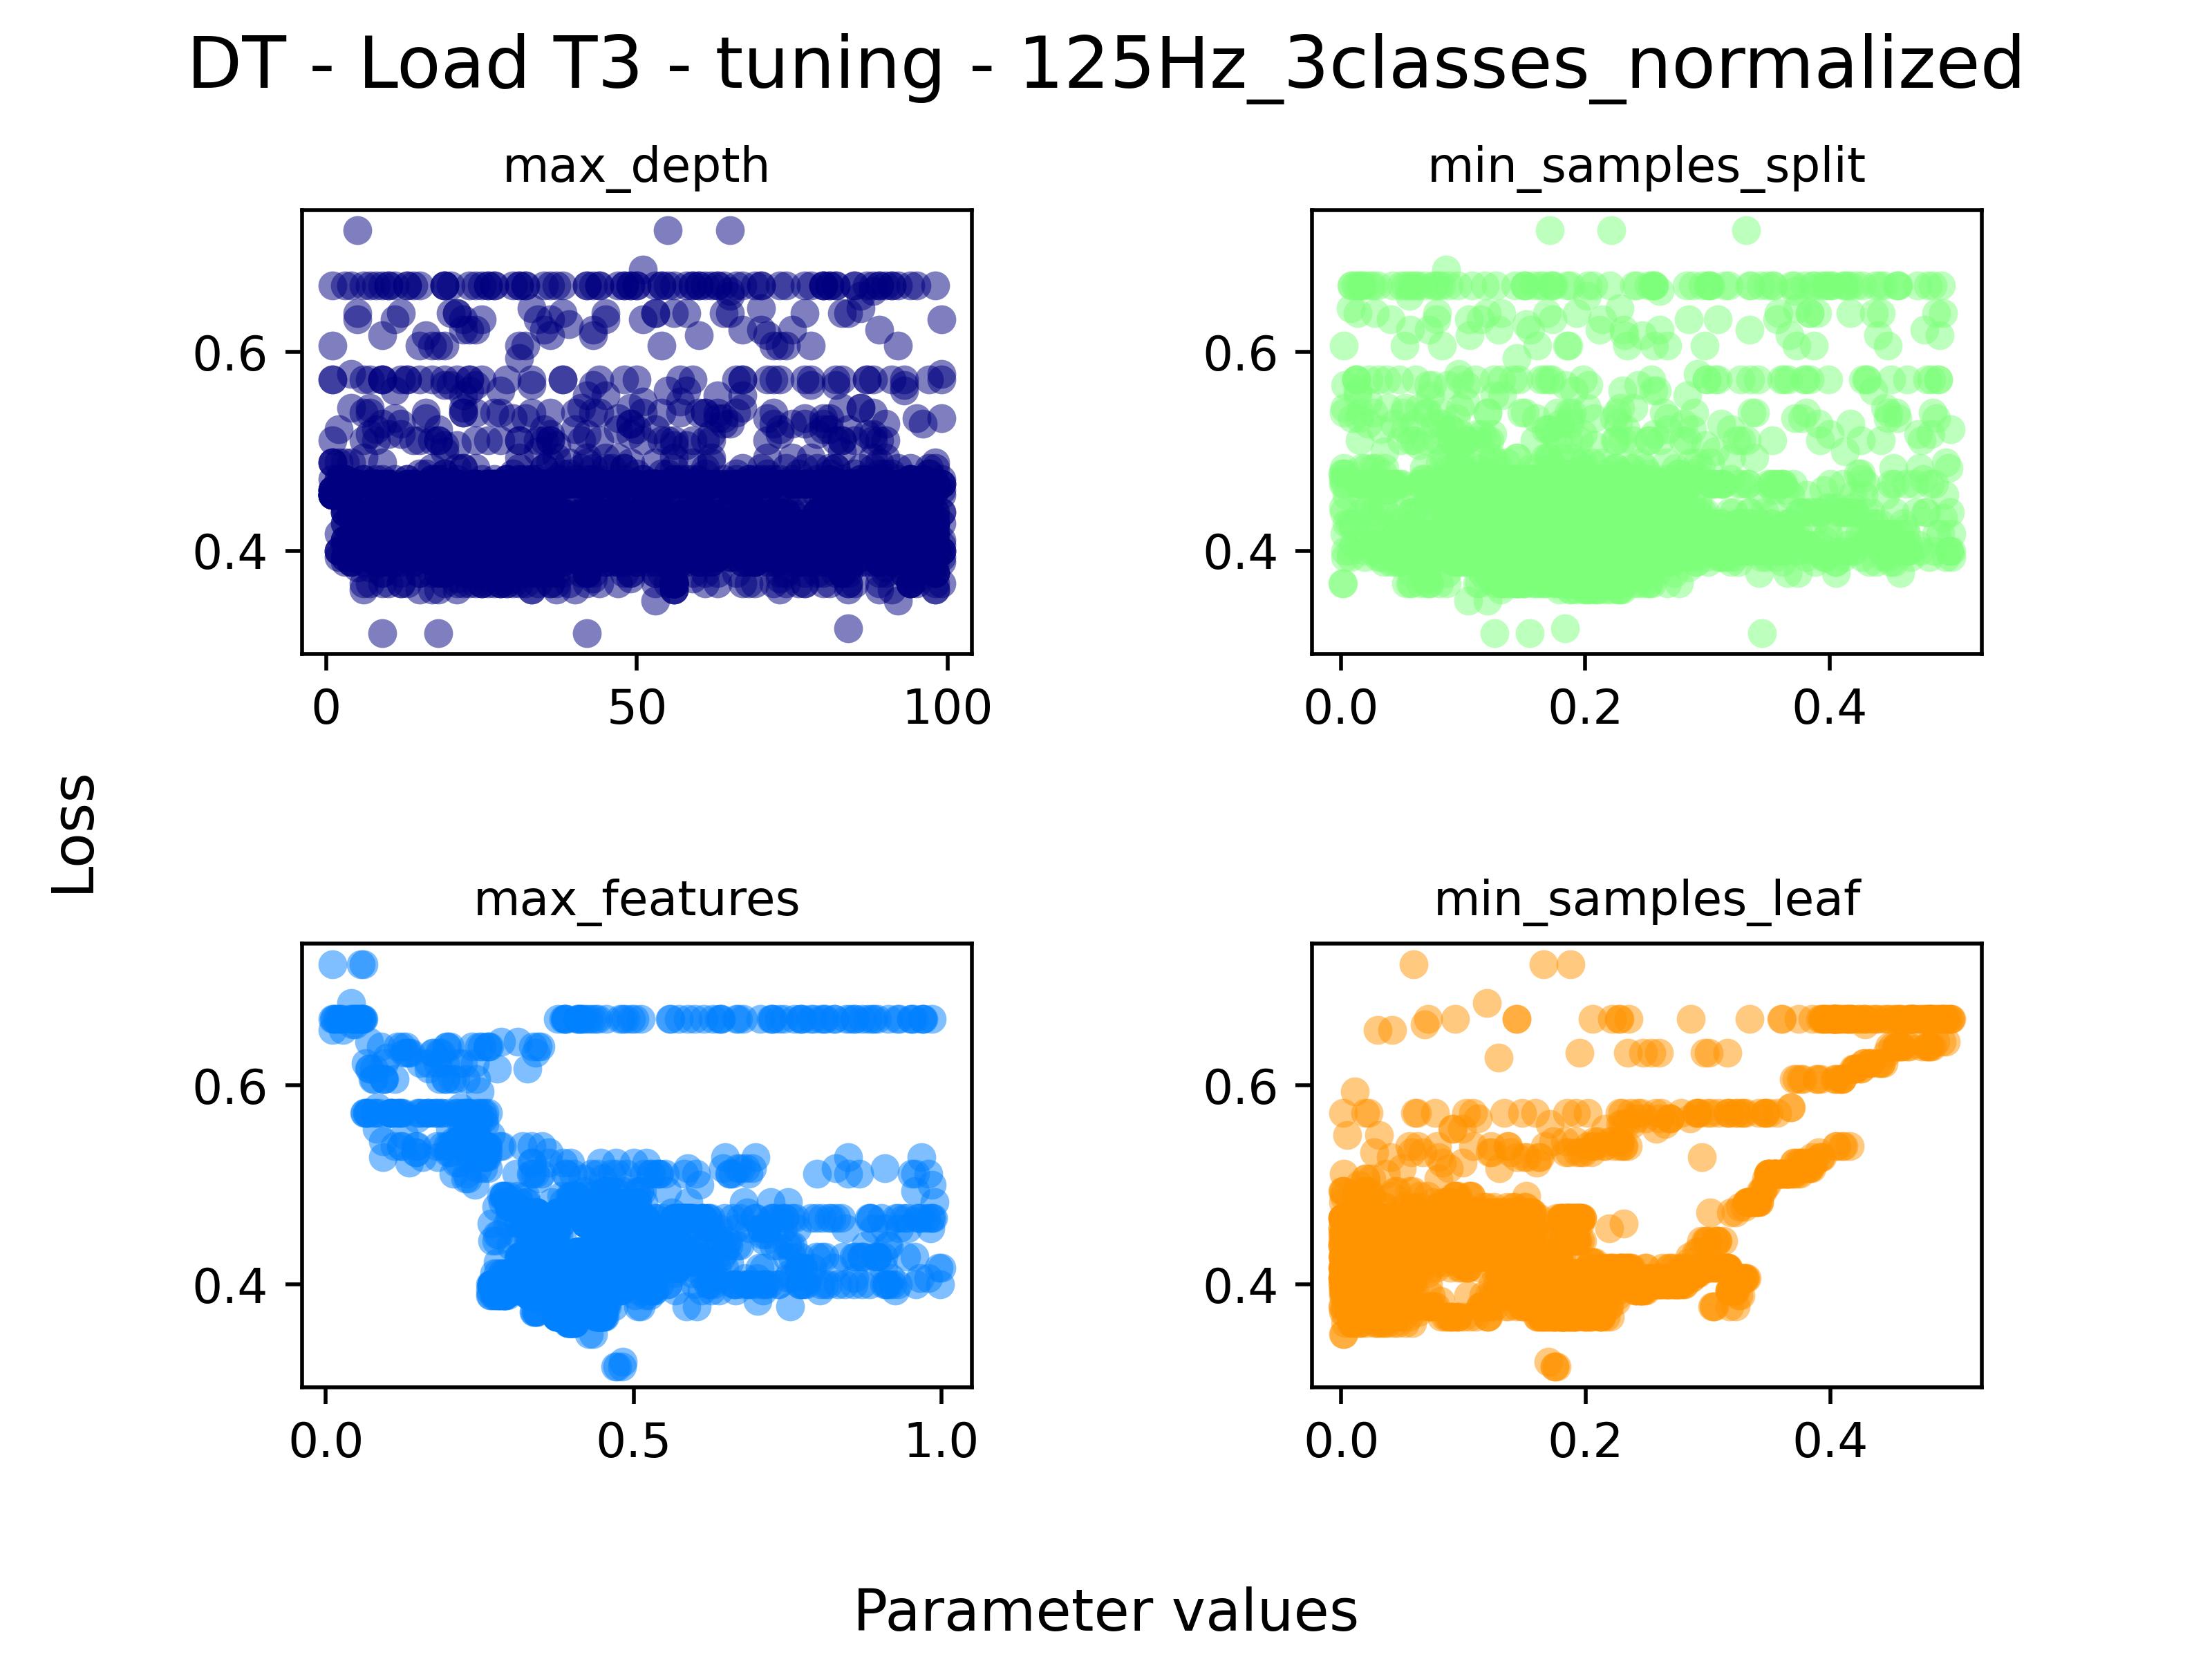 DT - Load T3 - tuning - 125Hz_3classes_normalized
max_depth
0.6
0.4
0 50 100
min_samples_split
0.6
0.4
0.0 0.2 0.4
Loss
max_features
0.6
0.4
0.0 0.5 1.0
min_samples_leaf
0.6
0.4
0.0 0.2 0.4
Parameter values